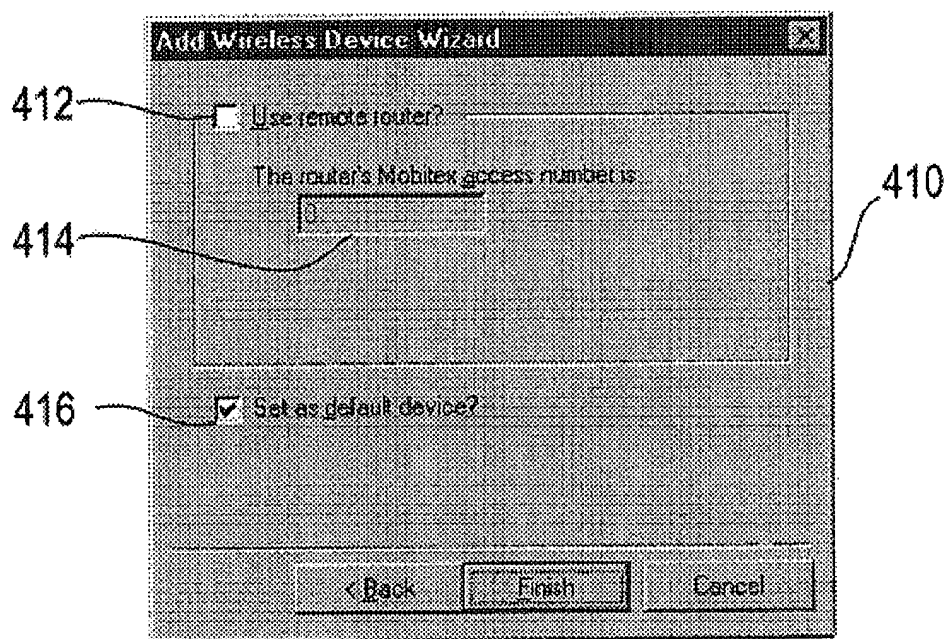 Add Wireless Device Wizard
412
Use remote router?
The router's Mobitex access number is
410
0
414
416
Set as default device?
< Back
Finish
Cancel